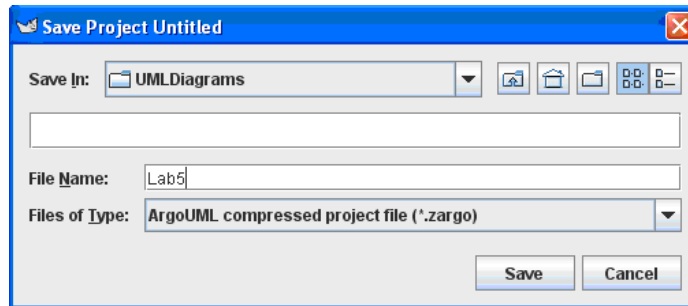 Save Project Untitled
Save In: UMLDiagrams
File Name: Lab5
Files of Type: ArgoUML compressed project file (*.zargo)
Save Cancel